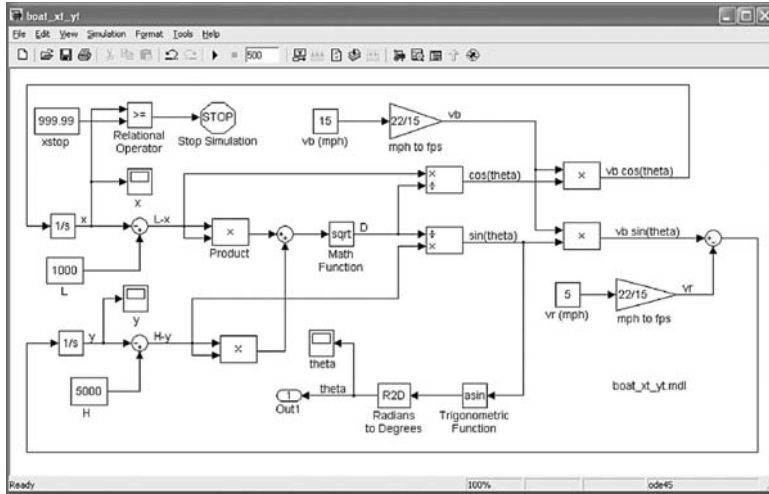 boat_xt_yt
File Edit View Simulation Format Tools Help
500
999.99
xstop
>=
Relational
Operator
STOP
Stop Simulation
15
vb (mph)
22/15
mph to fps
vb
x
cos(theta)
vb cos(theta)
1/s
x
L-x
Product
sqrt
Math
Function
D
sin(theta)
vb sin(theta)
1000
L
5
vr (mph)
22/15
mph to fps
vr
y
1/s
y
H-y
5000
H
theta
theta
1
Out1
R2D
Radians
to Degrees
asin
Trigonometric
Function
boat_xt_yt.mdl
Ready
100%
ode45